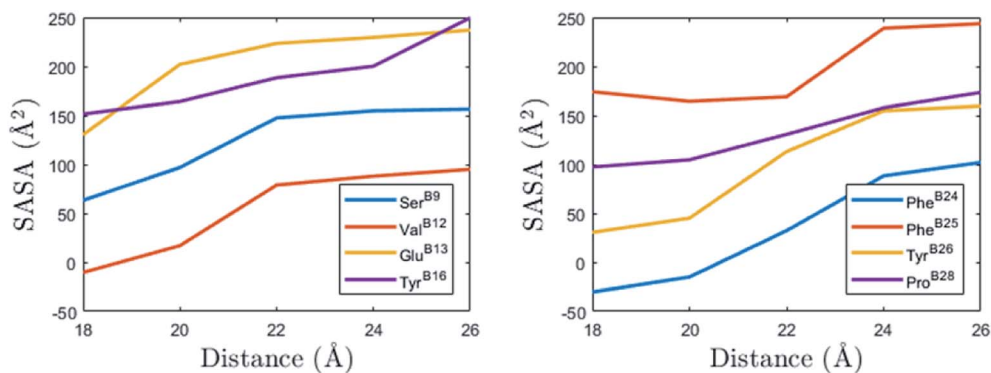 250
200
150
100
50
0
-50
SASA (Å²)
18 20 22 24 26
Distance (Å)
Ser^B9
Val^B12
Glu^B13
Tyr^B16
250
200
150
100
50
0
-50
SASA (Å²)
18 20 22 24 26
Distance (Å)
Phe^B24
Phe^B25
Tyr^B26
Pro^B28